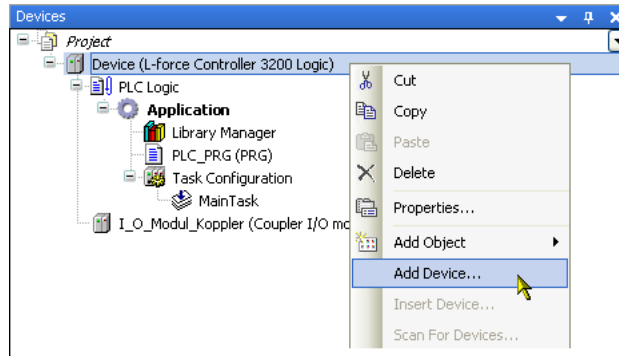 Devices
Project
Device (L-force Controller 3200 Logic)
PLC Logic
Application
Library Manager
PLC_PRG (PRG)
Task Configuration
MainTask
I_O_Modul_Koppler (Coupler I/O mo
Cut
Copy
Paste
Delete
Properties...
Add Object
Add Device...
Insert Device...
Scan For Devices...